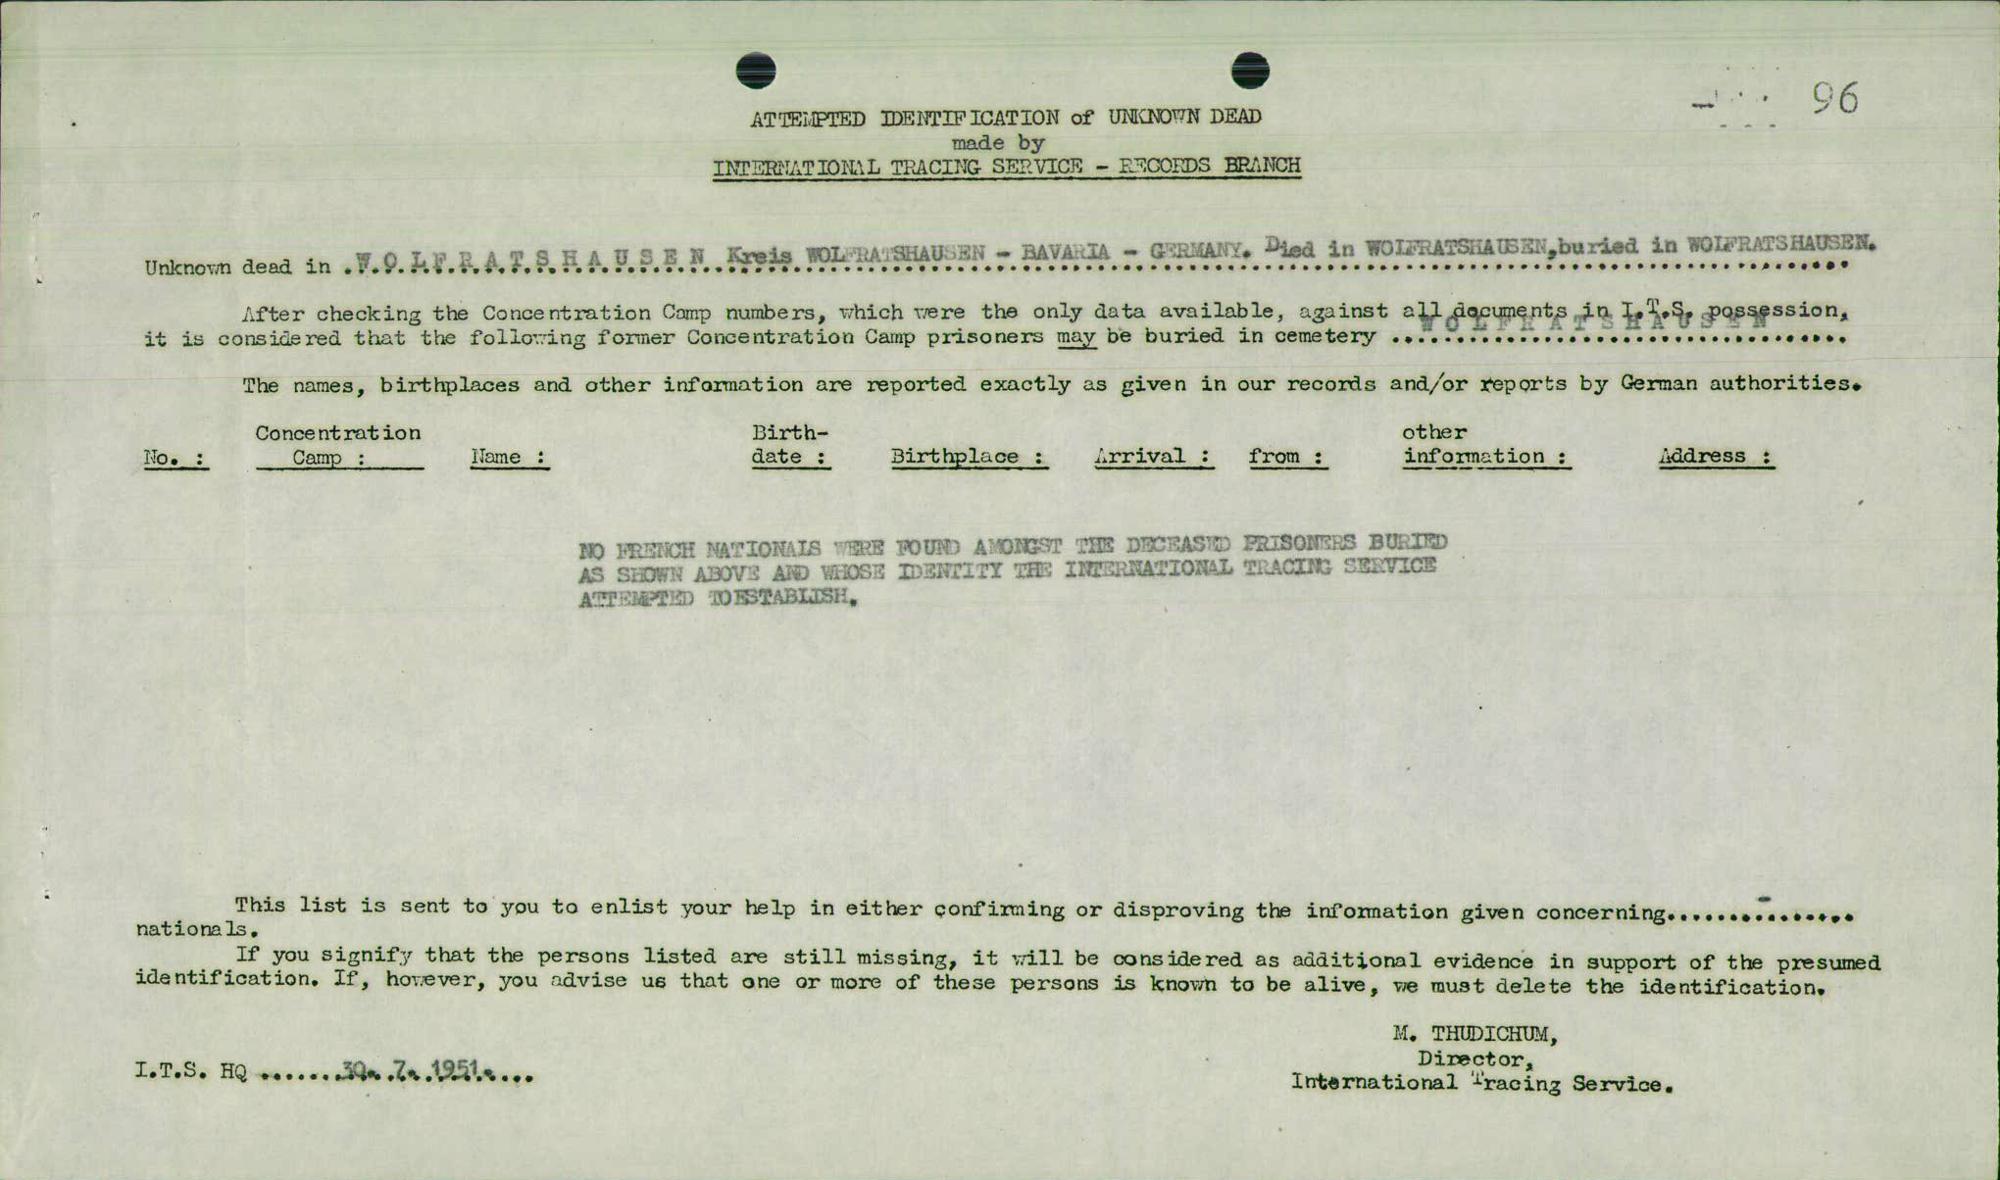 96
ATTEMPTED IDENTIFICATION of UNKNOWN DEAD
made by
INTERNATIONAL TRACING SERVICE - RECORDS BRANCH
Unknown dead in .W.O.L.F.R.A.T.S.H.A.U.S.E.N. Kreis WOLFRATSHAUSEN - BAVARIA - GERMANY. Died in WOLFRATSHAUSEN, buried in WOLFRATSHAUSEN.
After checking the Concentration Camp numbers, which were the only data available, against all documents in I.T.S. possession,
it is considered that the following former Concentration Camp prisoners may be buried in cemetery W O L F R A T S H A U S E N
The names, birthplaces and other information are reported exactly as given in our records and/or reports by German authorities.
No. : Concentration Camp : Name : Birth-date : Birthplace : Arrival : from : other information : Address :
NO FRENCH NATIONALS WERE FOUND AMONGST THE DECEASED PRISONERS BURIED
AS SHOWN ABOVE AND WHOSE IDENTITY THE INTERNATIONAL TRACING SERVICE
ATTEMPTED TO ESTABLISH.
This list is sent to you to enlist your help in either confirming or disproving the information given concerning.......-.......
nationals.
If you signify that the persons listed are still missing, it will be considered as additional evidence in support of the presumed
identification. If, however, you advise us that one or more of these persons is known to be alive, we must delete the identification.
M. THUDICHUM,
Director,
International Tracing Service.
I.T.S. HQ .......30..7..1951.....